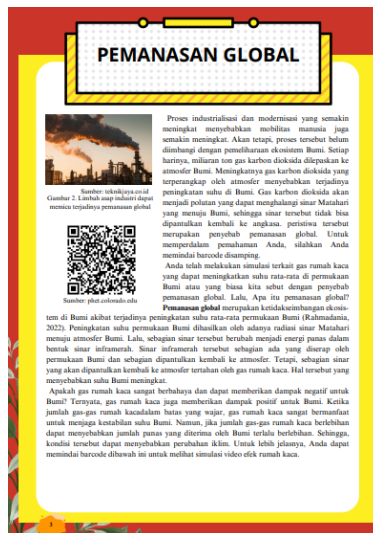 PEMANASAN GLOBAL
Proses industrialisasi dan modernisasi yang semakin
meningkat menyebabkan mobilitas manusia juga
semakin meningkat. Akan tetapi, proses tersebut belum
diimbangi dengan pemeliharaan ekosistem Bumi. Setiap
harinya, miliaran ton gas karbon dioksida dilepaskan ke
atmosfer Bumi. Meningkatnya gas karbon dioksida yang
terperangkap oleh atmosfer menyebabkan terjadinya
peningkatan suhu di Bumi. Gas karbon dioksida akan
menjadi polutan yang dapat menghalangi sinar Matahari
yang menuju Bumi, sehingga sinar tersebut tidak bisa
dipantulkan kembali ke angkasa. peristiwa tersebut
merupakan penyebab pemanasan global. Untuk
memperdalam pemahaman Anda, silahkan Anda
memindai barcode disamping.
Sumber: teknikjaya.co.id
Gambar 2. Limbah asap industri dapat
memicu terjadinya pemanasan global
Sumber: phet.colorado.edu
Anda telah melakukan simulasi terkait gas rumah kaca
yang dapat meningkatkan suhu rata-rata di permukaan
Bumi atau yang biasa kita sebut dengan penyebab
pemanasan global. Lalu, Apa itu pemanasan global?
Pemanasan global merupakan ketidakseimbangan ekosis-
tem di Bumi akibat terjadinya peningkatan suhu rata-rata permukaan Bumi (Rahmadania,
2022). Peningkatan suhu permukaan Bumi dihasilkan oleh adanya radiasi sinar Matahari
menuju atmosfer Bumi. Lalu, sebagian sinar tersebut berubah menjadi energi panas dalam
bentuk sinar inframerah. Sinar inframerah tersebut sebagian ada yang diserap oleh
permukaan Bumi dan sebagian dipantulkan kembali ke atmosfer. Tetapi, sebagian sinar
yang akan dipantulkan kembali ke atmosfer tertahan oleh gas rumah kaca. Hal tersebut yang
menyebabkan suhu Bumi meningkat.
Apakah gas rumah kaca sangat berbahaya dan dapat memberikan dampak negatif untuk
Bumi? Ternyata, gas rumah kaca juga memberikan dampak positif untuk Bumi. Ketika
jumlah gas-gas rumah kacadalam batas yang wajar, gas rumah kaca sangat bermanfaat
untuk menjaga kestabilan suhu Bumi. Namun, jika jumlah gas-gas rumah kaca berlebihan
dapat menyebabkan jumlah panas yang diterima oleh Bumi terlalu berlebihan. Sehingga,
kondisi tersebut dapat menyebabkan perubahan iklim. Untuk lebih jelasnya, Anda dapat
memindai barcode dibawah ini untuk melihat simulasi video efek rumah kaca.
3